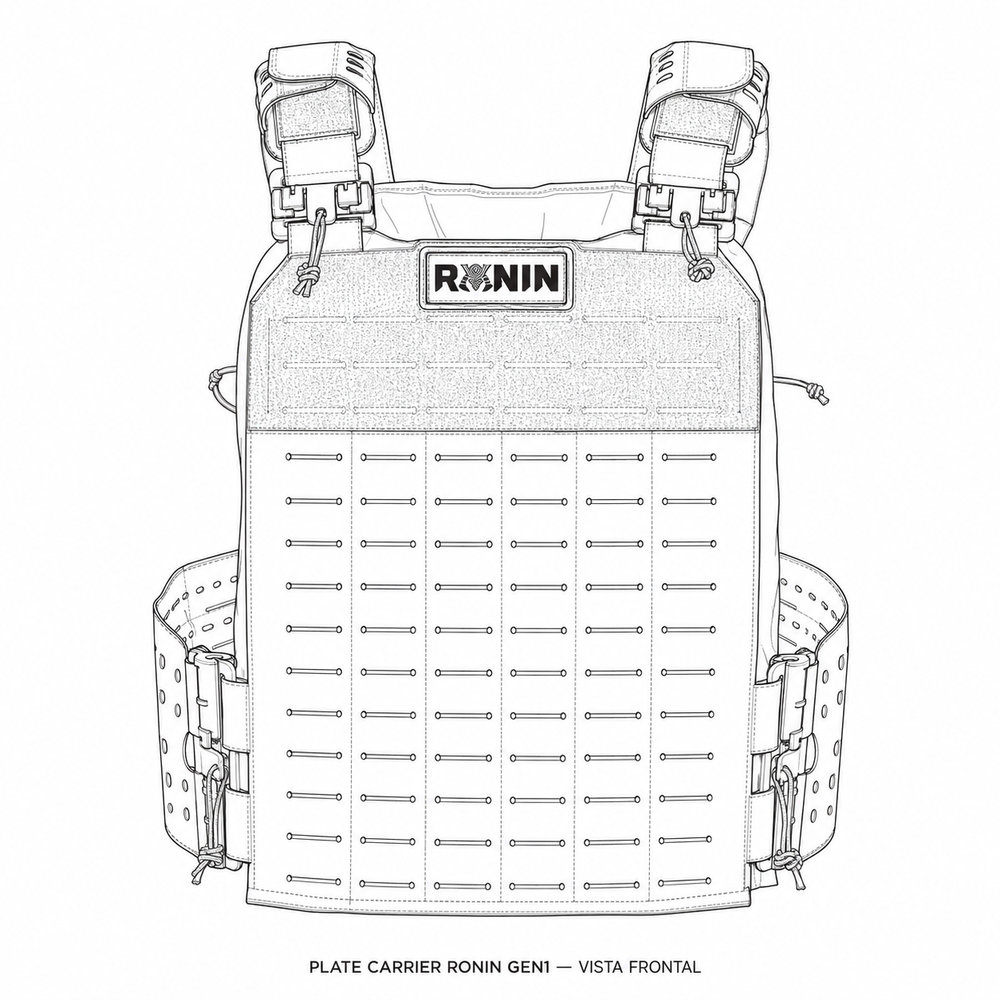 RONIN
PLATE CARRIER RONIN GEN1 — VISTA FRONTAL